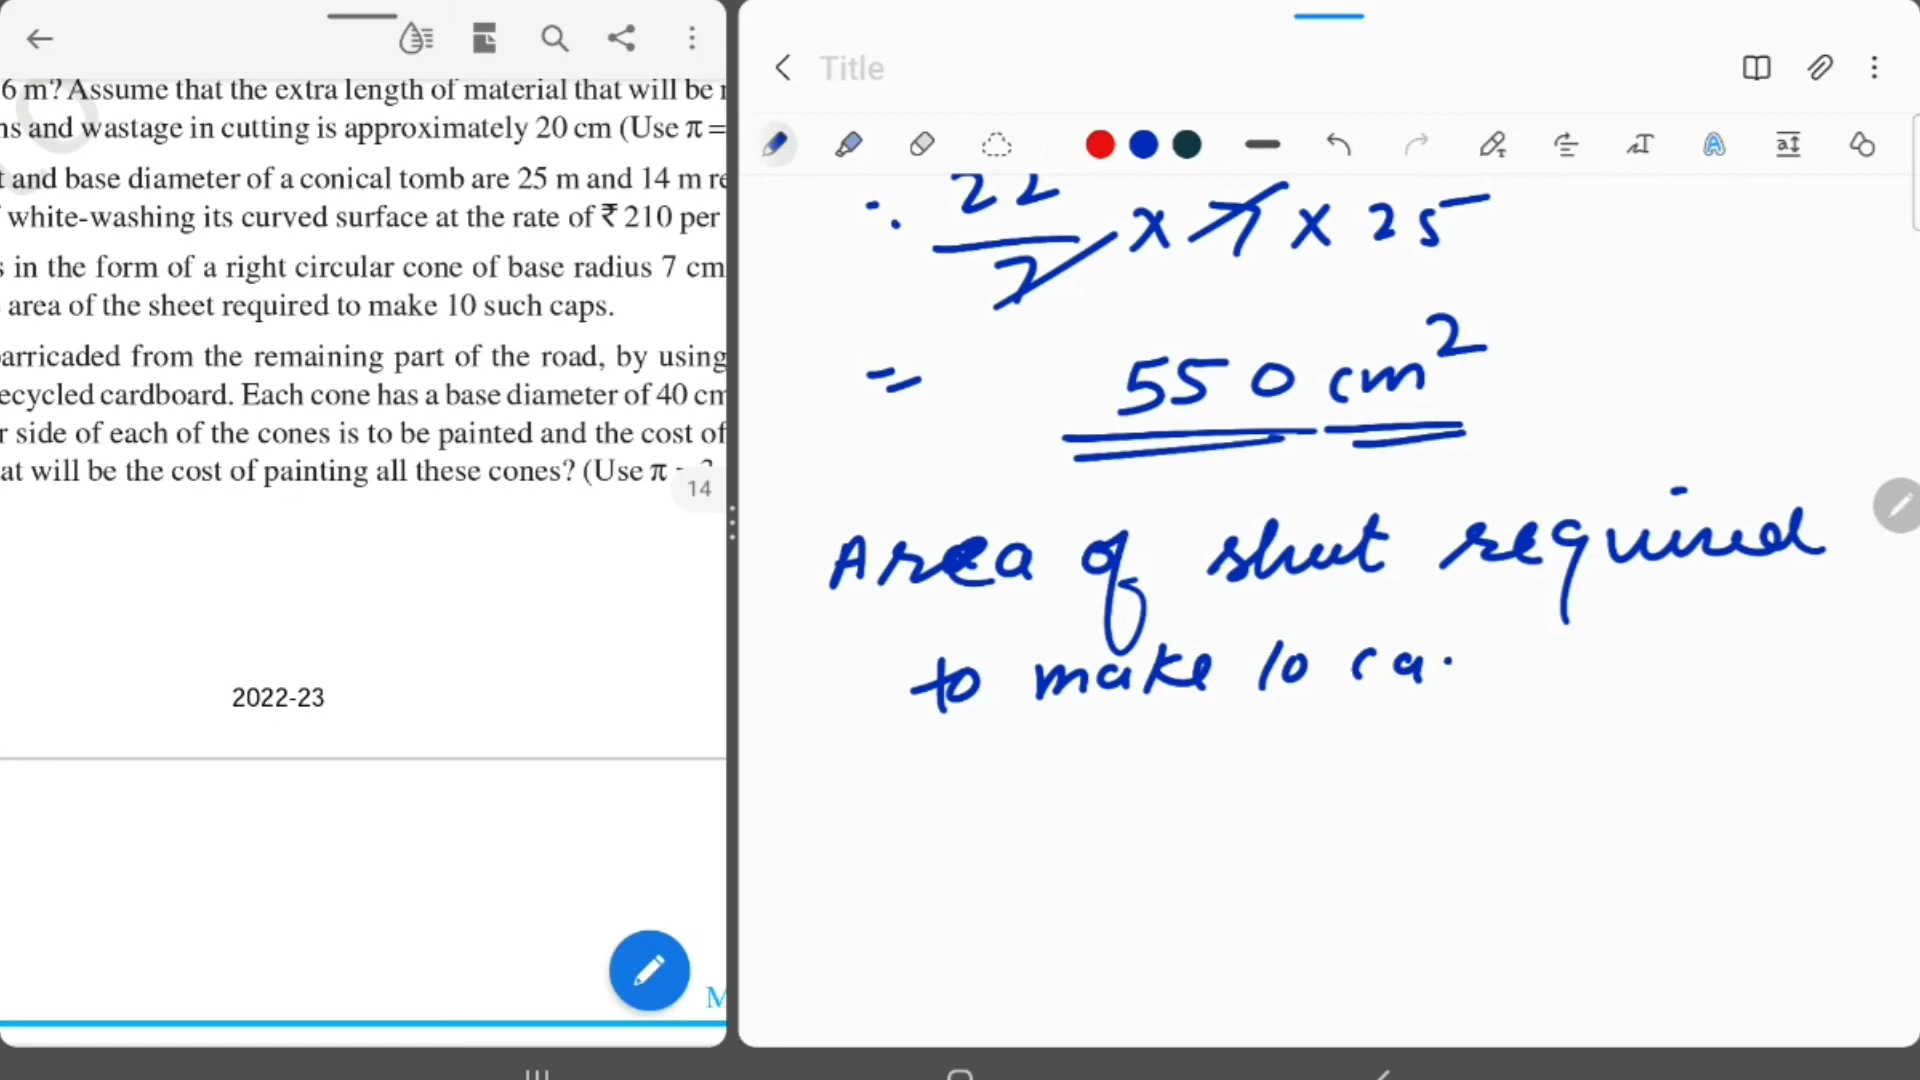 6 m? Assume that the extra length of material that will be
ns and wastage in cutting is approximately 20 cm (Use π =
t and base diameter of a conical tomb are 25 m and 14 m re
white-washing its curved surface at the rate of ₹ 210 per
s in the form of a right circular cone of base radius 7 cm
area of the sheet required to make 10 such caps.
arricaded from the remaining part of the road, by using
ecycled cardboard. Each cone has a base diameter of 40 cm
r side of each of the cones is to be painted and the cost of
at will be the cost of painting all these cones? (Use π
14
2022-23
M
Title
22
7 × 7 × 25
= 550 cm²
Area of sheet required
to make 10 ca